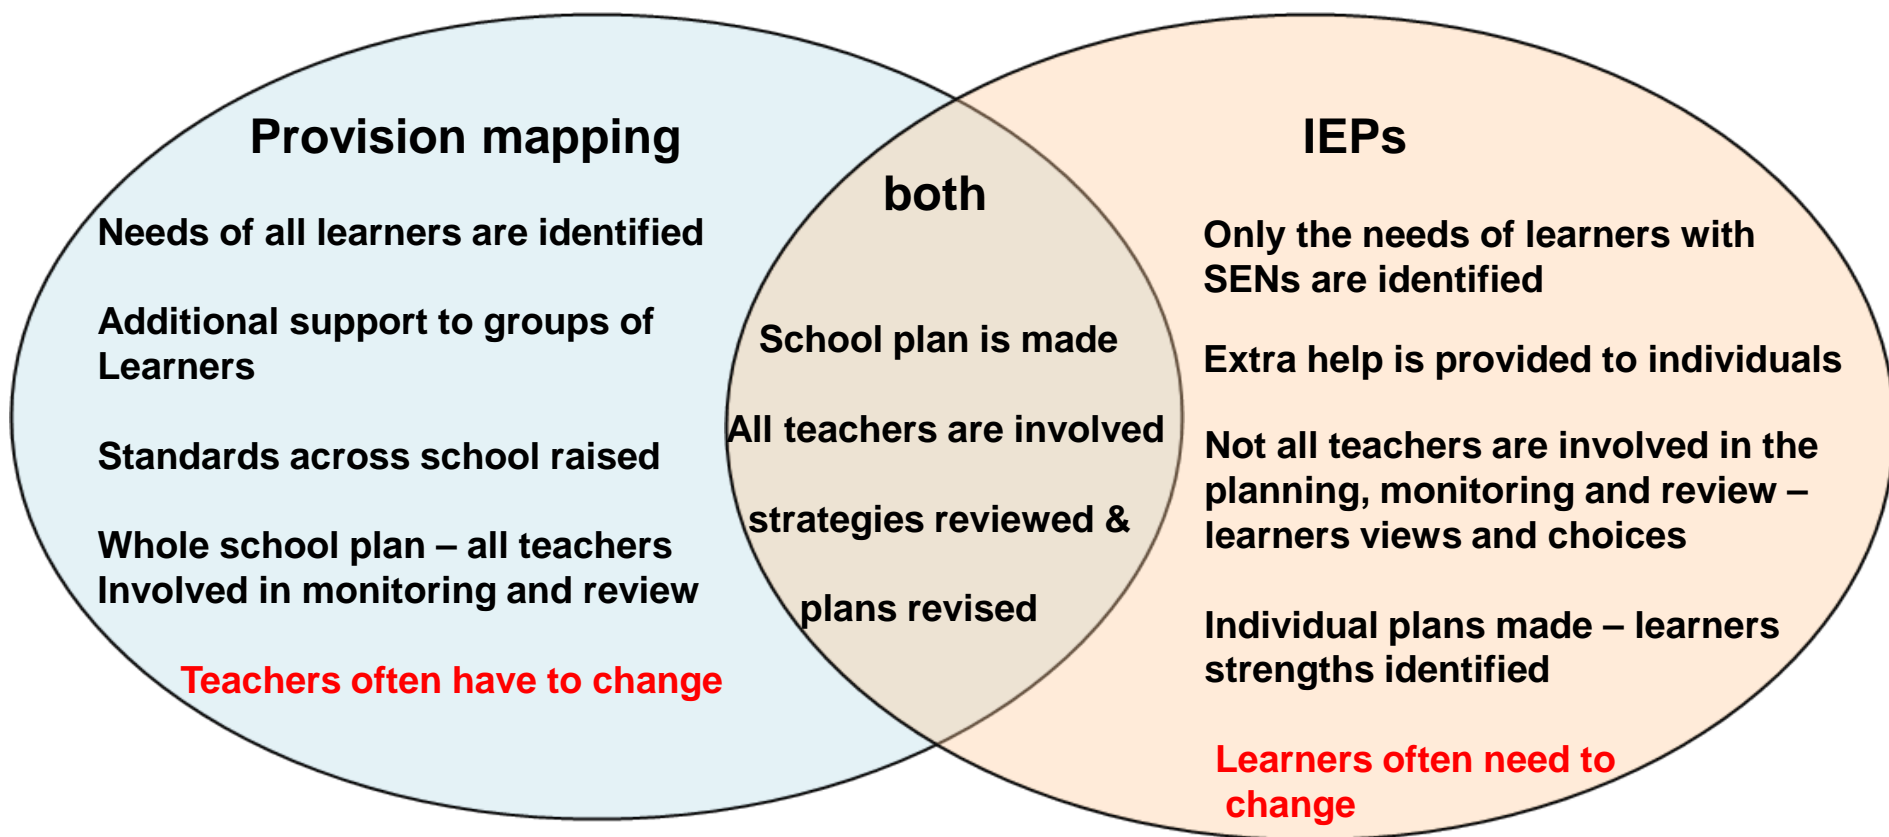 Provision mapping
Needs of all learners are identified
Additional support to groups of
Learners
Standards across school raised
Whole school plan – all teachers
Involved in monitoring and review
Teachers often have to change
both
School plan is made
All teachers are involved
strategies reviewed &
plans revised
IEPs
Only the needs of learners with
SENs are identified
Extra help is provided to individuals
Not all teachers are involved in the
planning, monitoring and review –
learners views and choices
Individual plans made – learners
strengths identified
Learners often need to
change